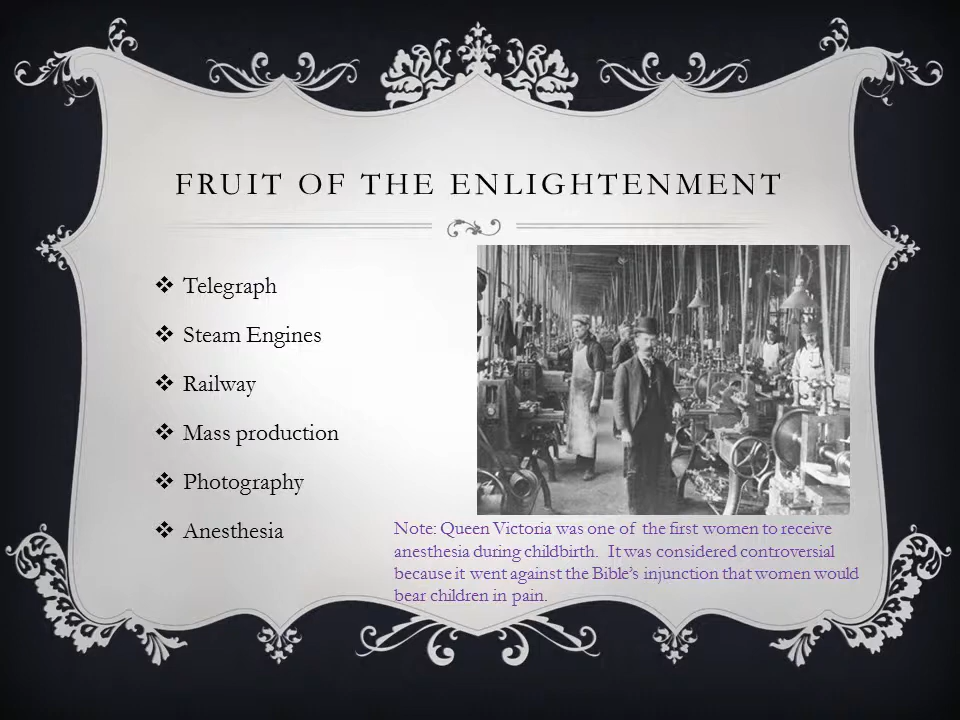 FRUIT OF THE ENLIGHTENMENT
❖ Telegraph
❖ Steam Engines
❖ Railway
❖ Mass production
❖ Photography
❖ Anesthesia
Note: Queen Victoria was one of the first women to receive
anesthesia during childbirth. It was considered controversial
because it went against the Bible's injunction that women would
bear children in pain.